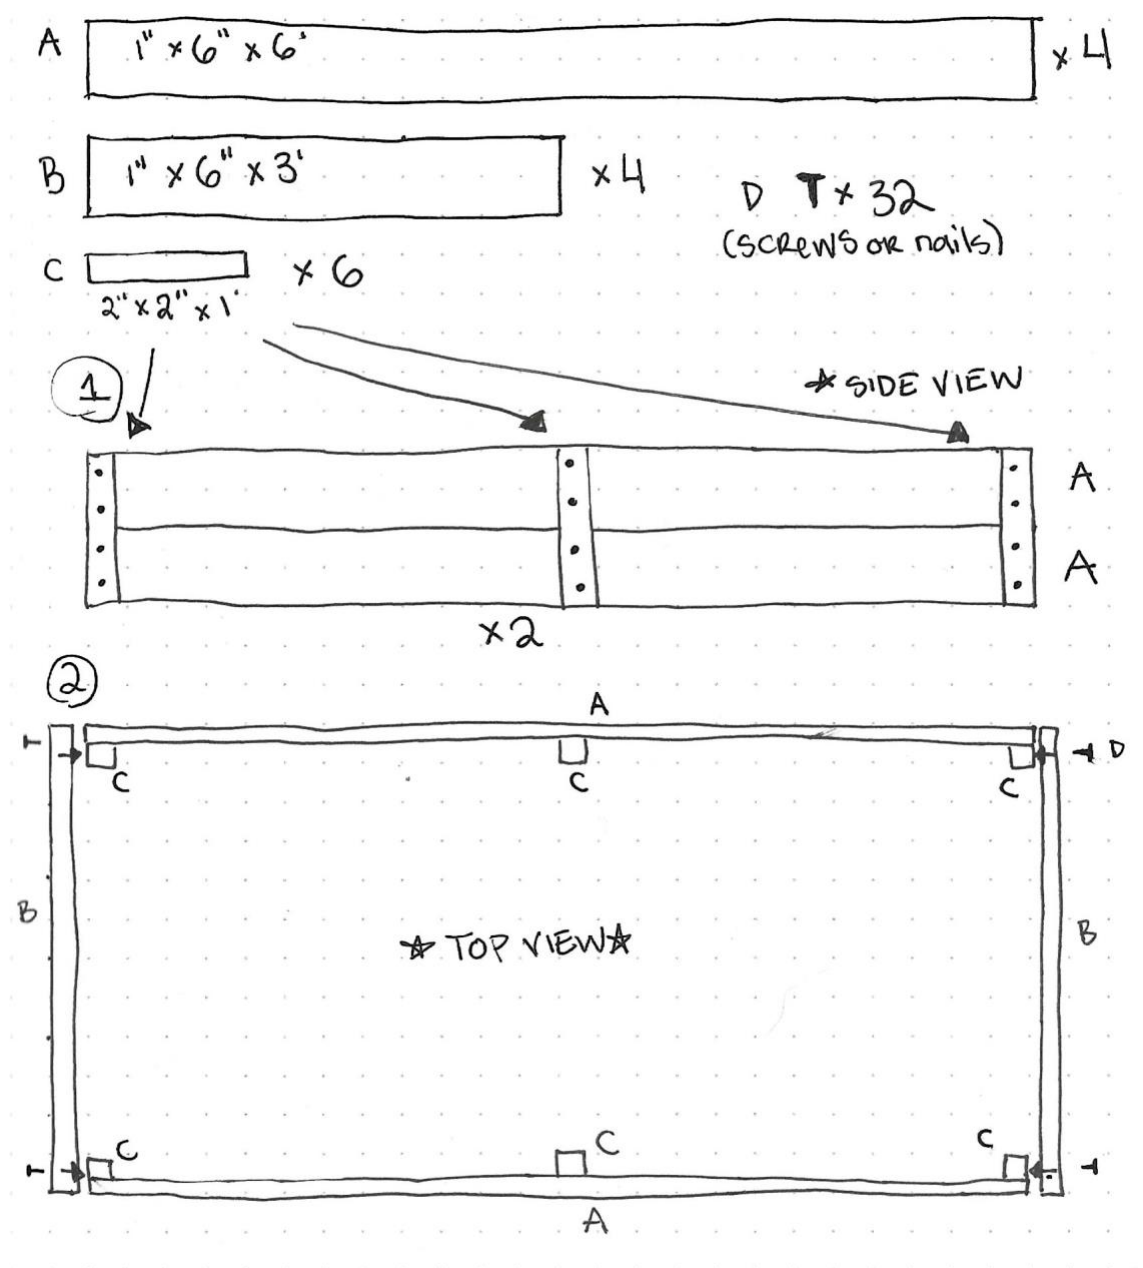 A 1" x 6" x 6' x 4
B 1" x 6" x 3' x 4
D T x 32
(SCREWS OR nails)
C x 6
2" x 2" x 1'
1
★ SIDE VIEW
A
A
x 2
2
A
D
C C C
B B
★ TOP VIEW ★
C C C
A